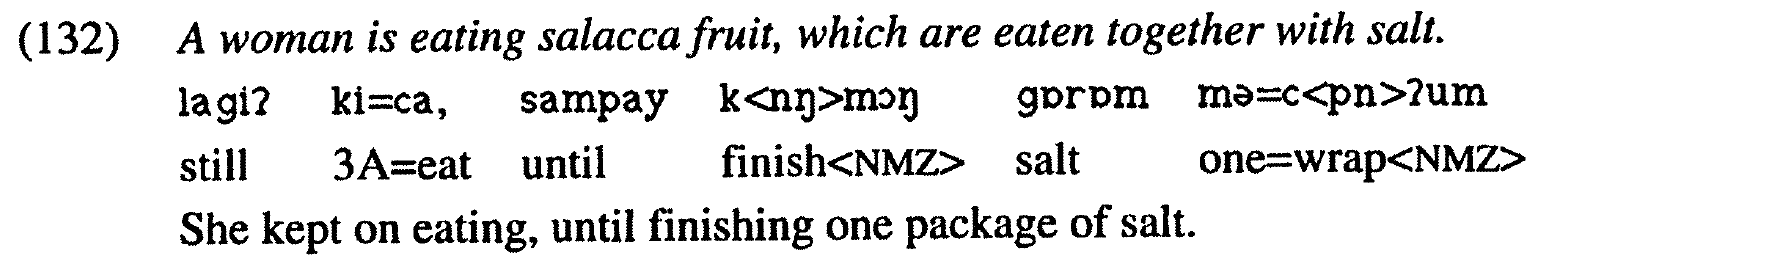 (132) A woman is eating salacca fruit, which are eaten together with salt.
lagiʔ ki=ca, sampay k<nŋ>mɔŋ gɒrɒm mə=c<pn>ʔum
still 3A=eat until finish<NMZ> salt one=wrap<NMZ>
She kept on eating, until finishing one package of salt.